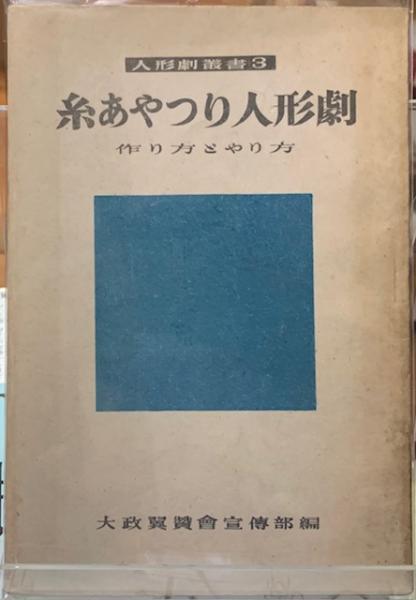 人形劇叢書3
糸あやつり人形劇
作り方とやり方
大政翼賛會宣傳部編